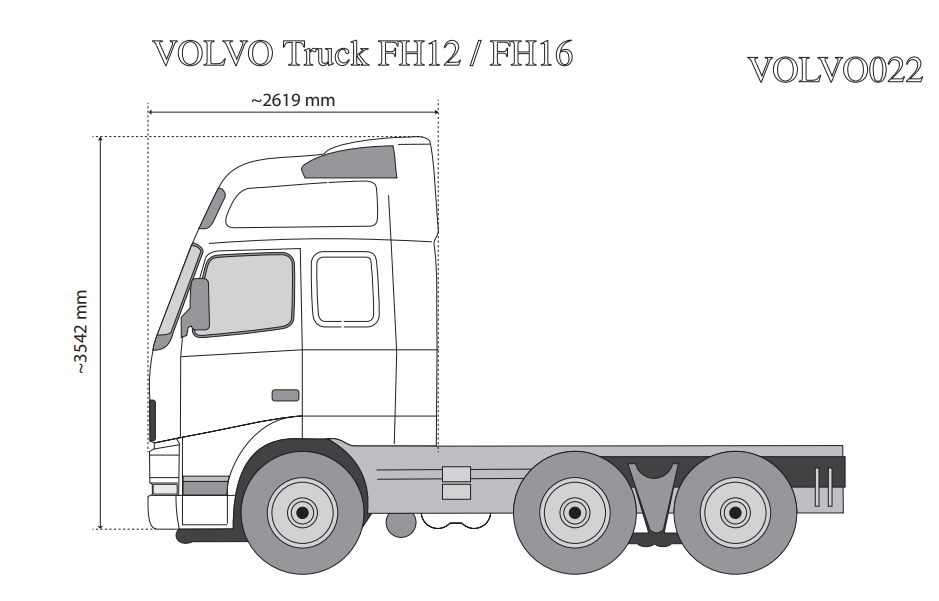 VOLVO Truck FH12 / FH16
VOLVO022
~2619 mm
~3542 mm